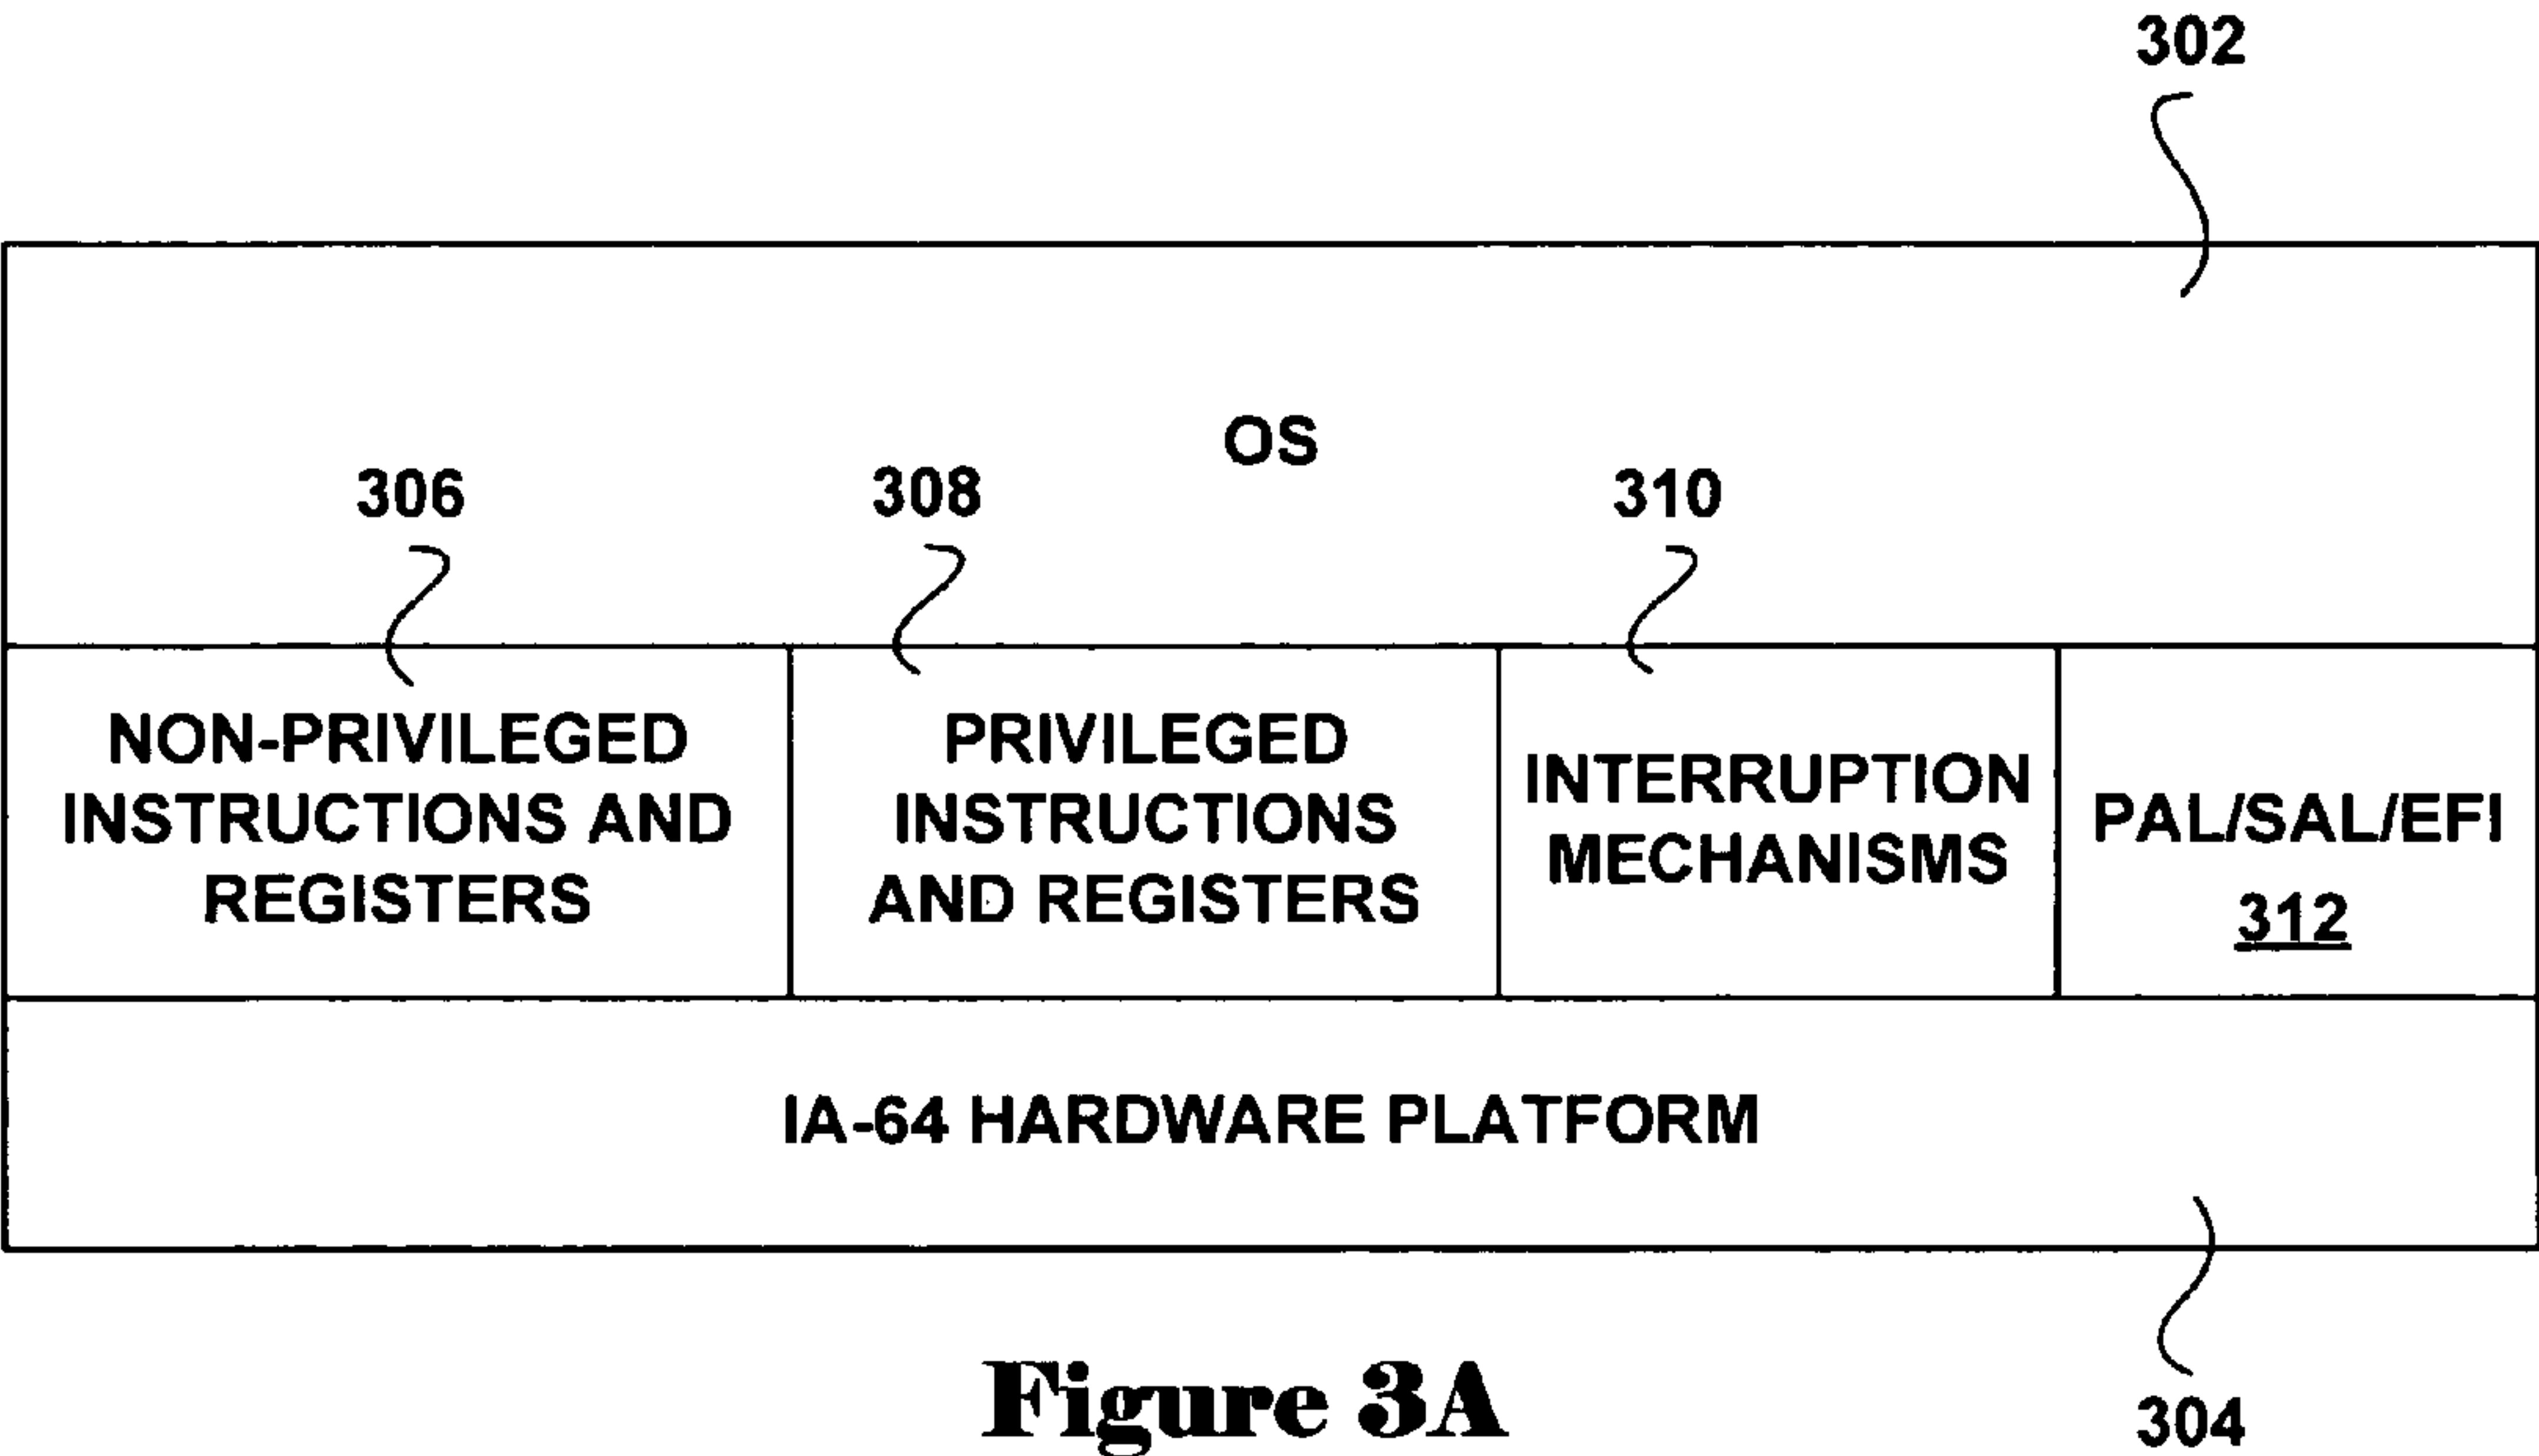 302
OS
306
308
310
NON-PRIVILEGED
INSTRUCTIONS AND
REGISTERS
PRIVILEGED
INSTRUCTIONS
AND REGISTERS
INTERRUPTION
MECHANISMS
PAL/SAL/EFI
312
IA-64 HARDWARE PLATFORM
Figure 3A
304